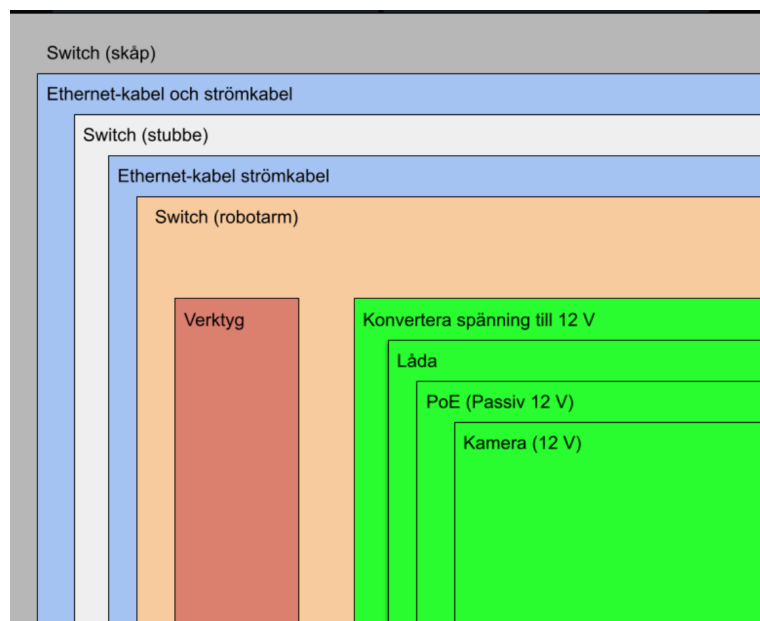 Switch (skåp)
Ethernet-kabel och strömkabel
Switch (stubbe)
Ethernet-kabel strömkabel
Switch (robotarm)
Verktyg
Konvertera spänning till 12 V
Låda
PoE (Passiv 12 V)
Kamera (12 V)